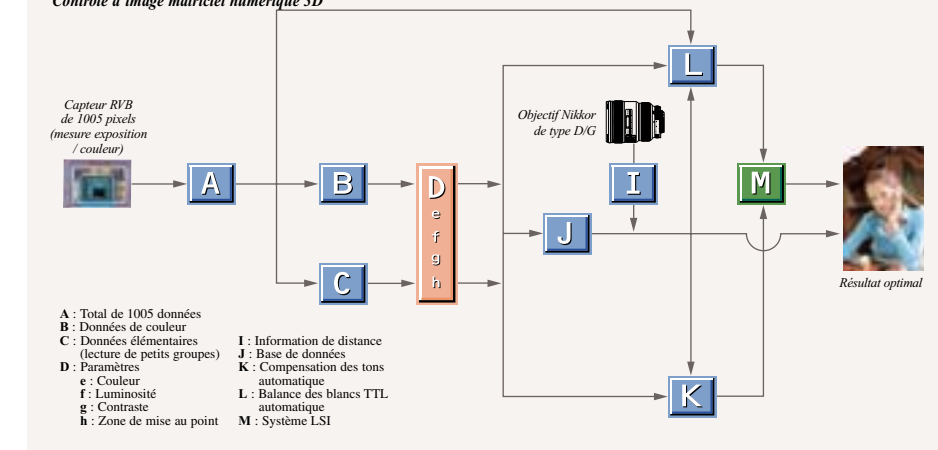 Contrôle d'image matriciel numérique 3D
Capteur RVB
de 1005 pixels
(mesure exposition
/ couleur)
Objectif Nikkor
de type D/G
L
A
B
D
e
f
g
h
I
M
J
C
K
Résultat optimal
A : Total de 1005 données
B : Données de couleur
C : Données élémentaires
(lecture de petits groupes)
D : Paramètres
e : Couleur
f : Luminosité
g : Contraste
h : Zone de mise au point
I : Information de distance
J : Base de données
K : Compensation des tons
automatique
L : Balance des blancs TTL
automatique
M : Système LSI